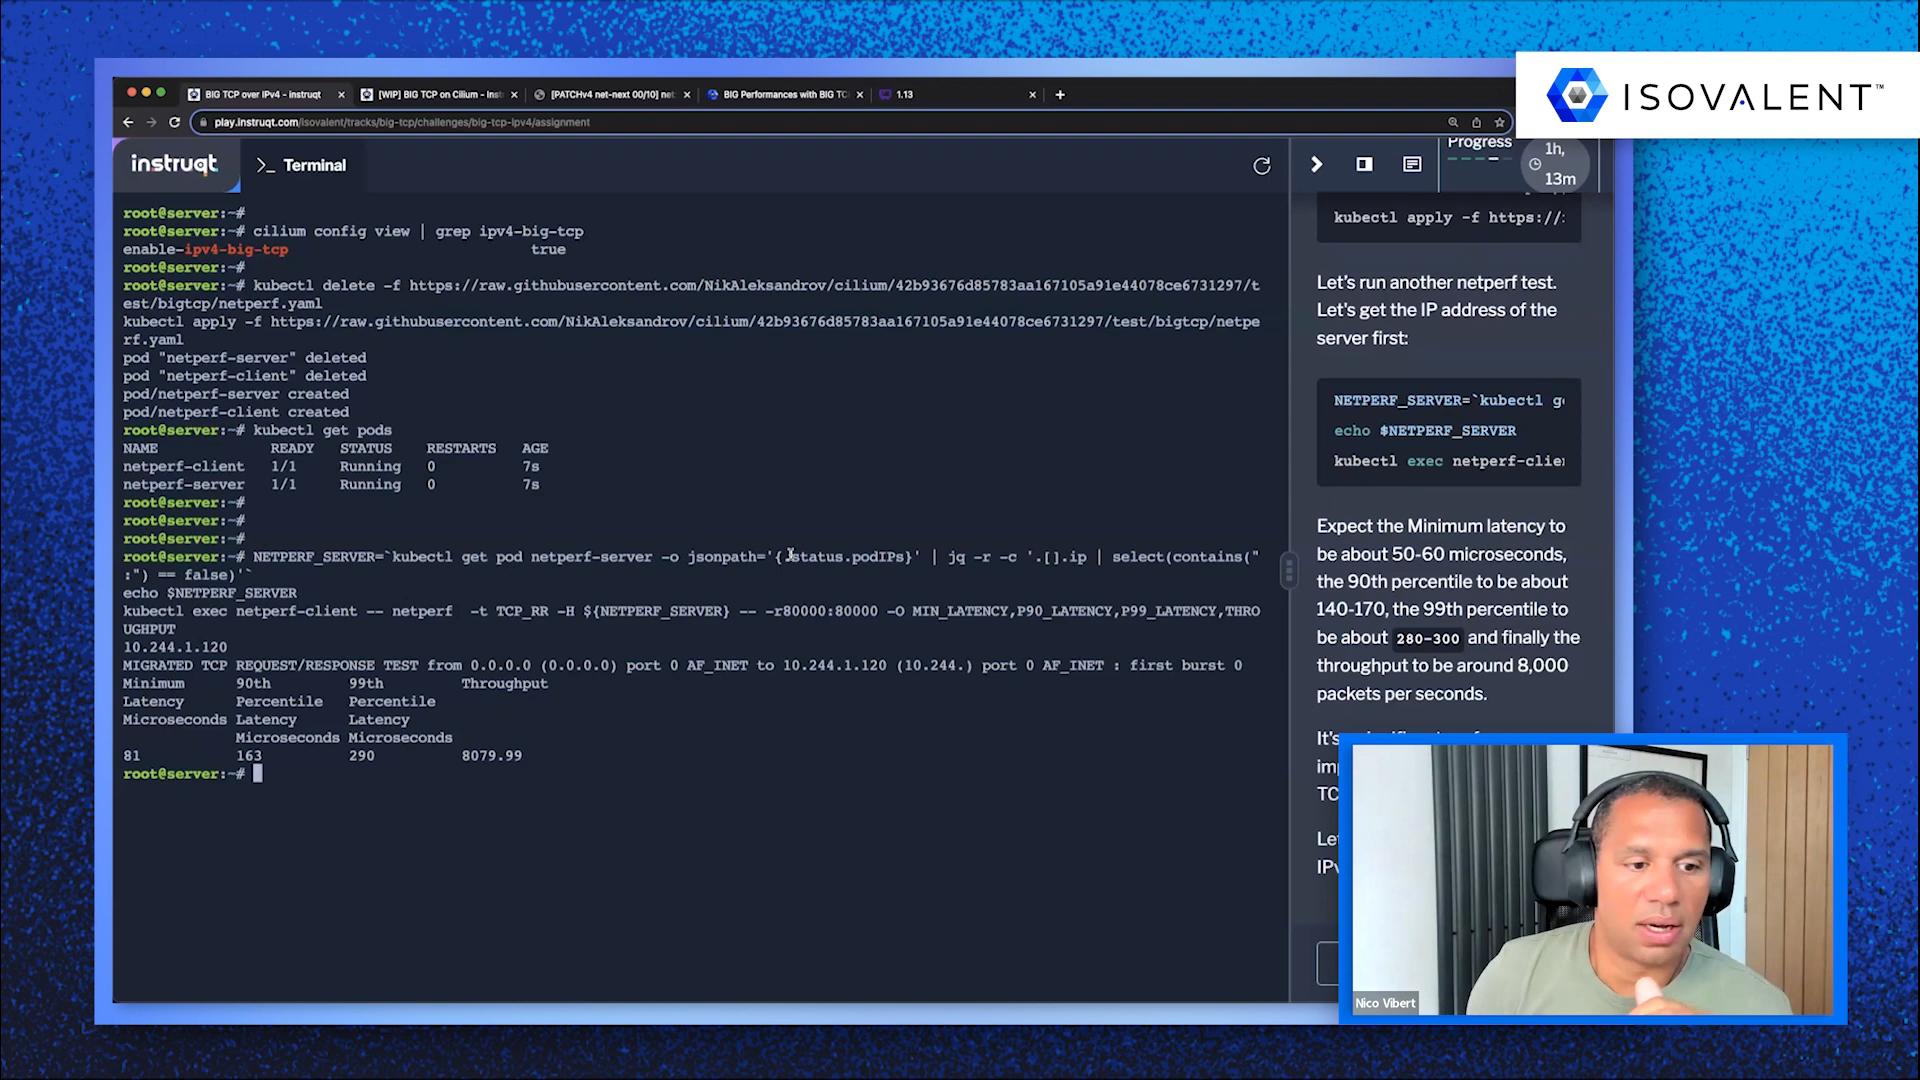 ISOVALENT™
BIG TCP over IPv4 - instruqt
[WIP] BIG TCP on Cilium - Inst
[PATCHv4 net-next 00/10] net
BIG Performances with BIG TC
1.13
play.instruqt.com/isovalent/tracks/big-tcp/challenges/big-tcp-ipv4/assignment
instruqt
>_ Terminal
Progress
1h,
13m
root@server:~#
root@server:~# cilium config view | grep ipv4-big-tcp
enable-ipv4-big-tcp true
root@server:~#
root@server:~# kubectl delete -f https://raw.githubusercontent.com/NikAleksandrov/cilium/42b93676d85783aa167105a91e44078ce6731297/t
est/bigtcp/netperf.yaml
kubectl apply -f https://raw.githubusercontent.com/NikAleksandrov/cilium/42b93676d85783aa167105a91e44078ce6731297/test/bigtcp/netpe
rf.yaml
pod "netperf-server" deleted
pod "netperf-client" deleted
pod/netperf-server created
pod/netperf-client created
root@server:~# kubectl get pods
NAME READY STATUS RESTARTS AGE
netperf-client 1/1 Running 0 7s
netperf-server 1/1 Running 0 7s
root@server:~#
root@server:~#
root@server:~#
root@server:~# NETPERF_SERVER=`kubectl get pod netperf-server -o jsonpath='{.status.podIPs}' | jq -r -c '.[].ip | select(contains("
:") == false)'`
echo $NETPERF_SERVER
kubectl exec netperf-client -- netperf -t TCP_RR -H ${NETPERF_SERVER} -- -r80000:80000 -O MIN_LATENCY,P90_LATENCY,P99_LATENCY,THRO
UGHPUT
10.244.1.120
MIGRATED TCP REQUEST/RESPONSE TEST from 0.0.0.0 (0.0.0.0) port 0 AF_INET to 10.244.1.120 (10.244.) port 0 AF_INET : first burst 0
Minimum 90th 99th Throughput
Latency Percentile Percentile
Microseconds Latency Latency
Microseconds Microseconds
81 163 290 8079.99
root@server:~#
kubectl apply -f https://
Let's run another netperf test.
Let's get the IP address of the
server first:
NETPERF_SERVER=`kubectl ge
echo $NETPERF_SERVER
kubectl exec netperf-clien
Expect the Minimum latency to
be about 50-60 microseconds,
the 90th percentile to be about
140-170, the 99th percentile to
be about 280-300 and finally the
throughput to be around 8,000
packets per seconds.
It's
TC
Let
IPv
Nico Vibert